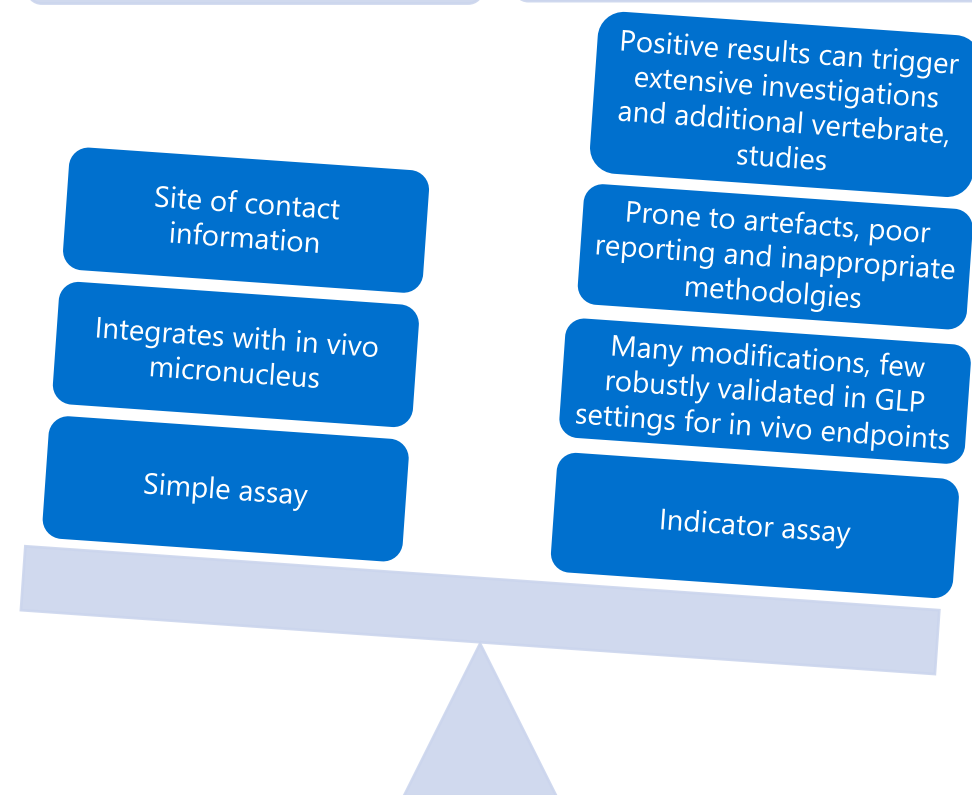 Site of contact
information
Integrates with in vivo
micronucleus
Simple assay
Positive results can trigger
extensive investigations
and additional vertebrate,
studies
Prone to artefacts, poor
reporting and inappropriate
methodolgies
Many modifications, few
robustly validated in GLP
settings for in vivo endpoints
Indicator assay